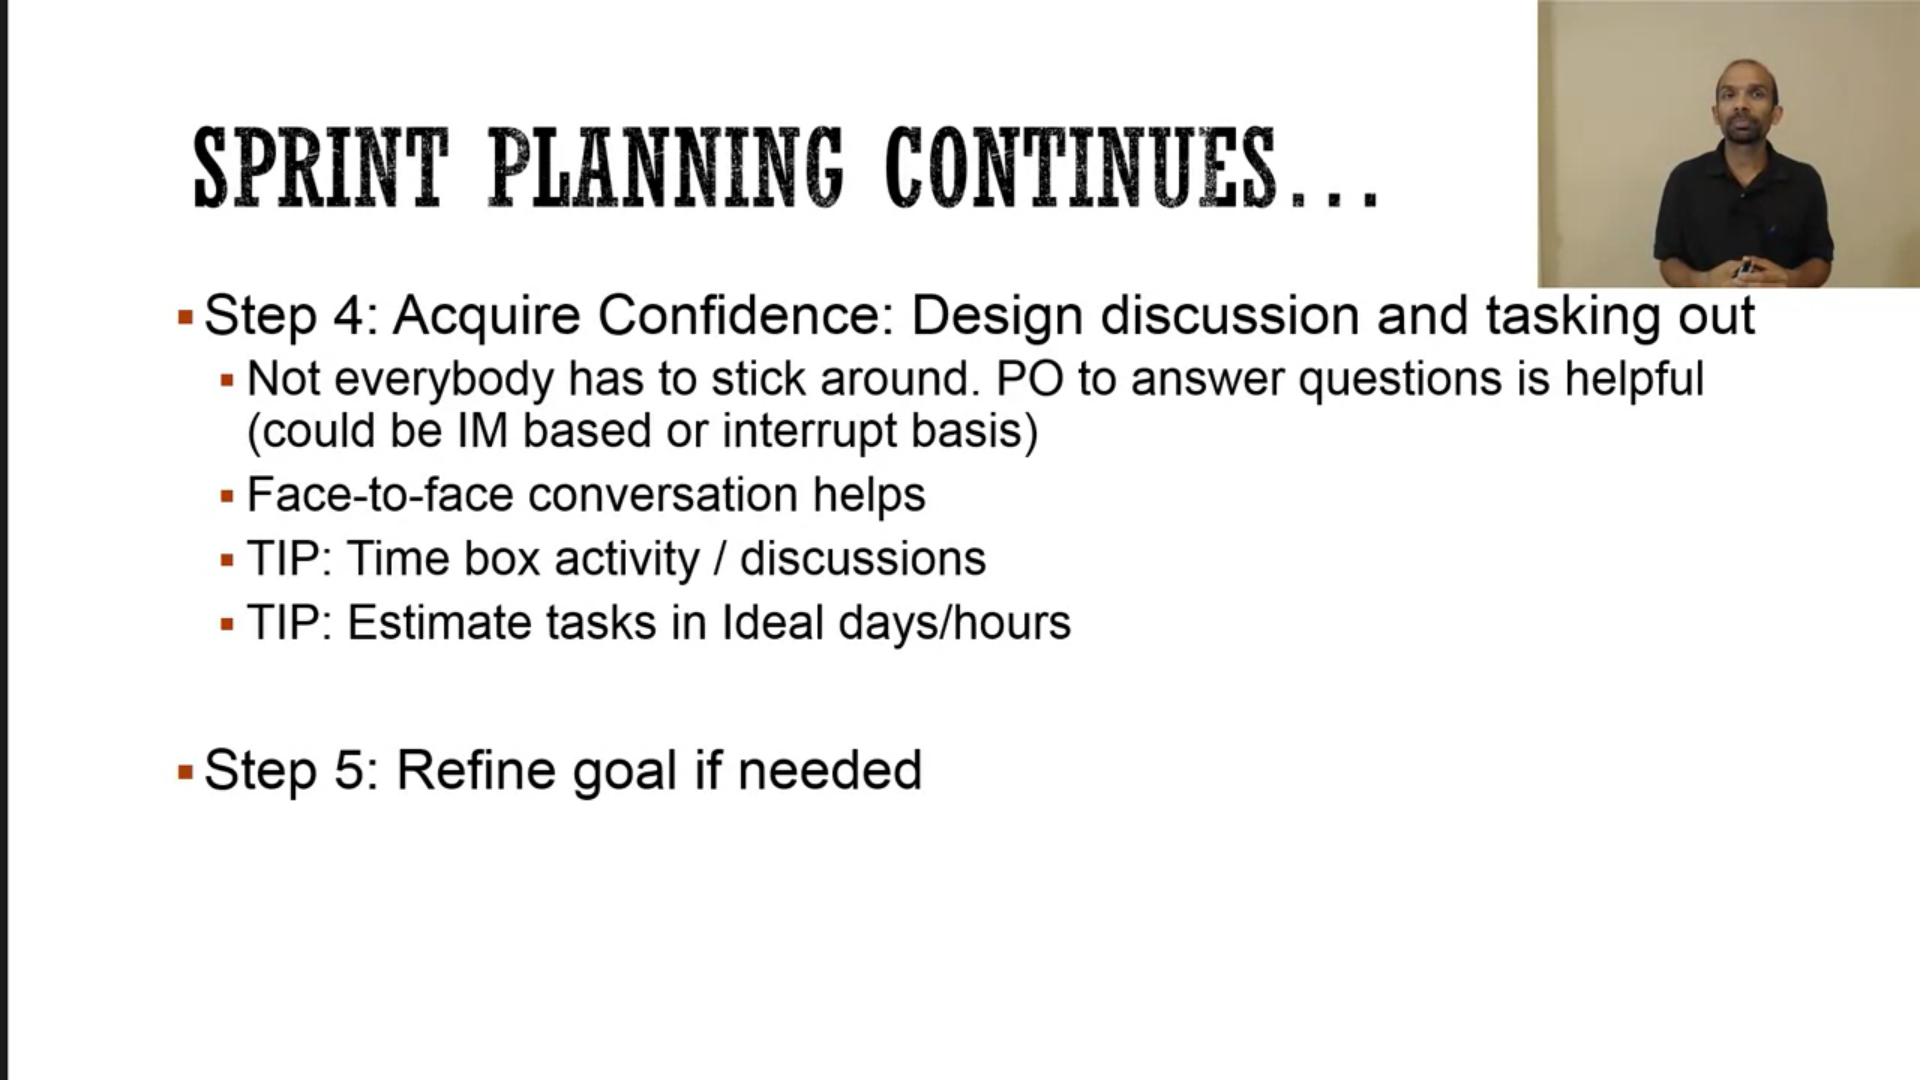 SPRINT PLANNING CONTINUES...
Step 4: Acquire Confidence: Design discussion and tasking out
Not everybody has to stick around. PO to answer questions is helpful
(could be IM based or interrupt basis)
Face-to-face conversation helps
TIP: Time box activity / discussions
TIP: Estimate tasks in Ideal days/hours
Step 5: Refine goal if needed